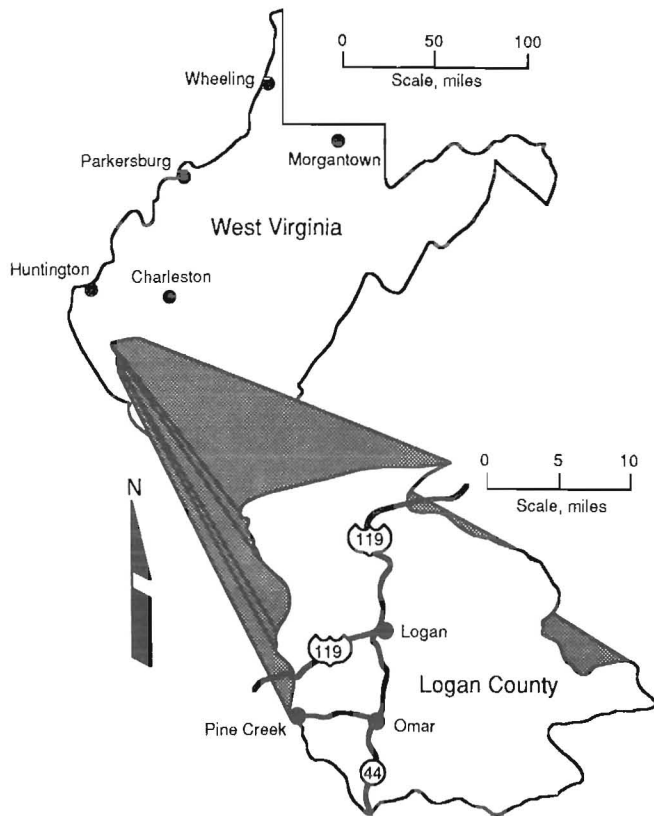 0 50 100
Scale, miles
Wheeling
Parkersburg
Morgantown
West Virginia
Huntington
Charleston
N
0 5 10
Scale, miles
119
Logan
119
Logan County
Pine Creek
Omar
44